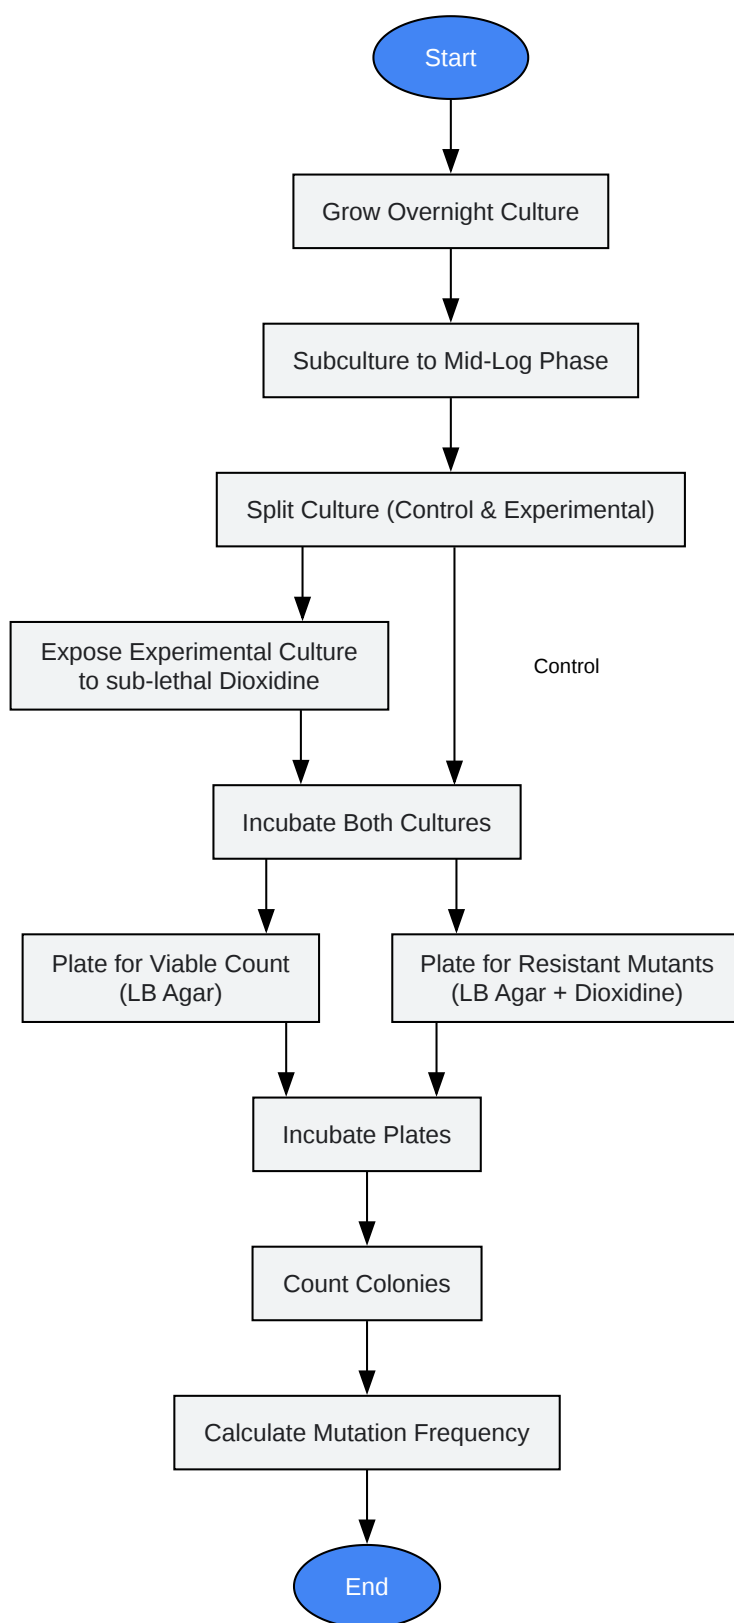 Start
Grow Overnight Culture
Subculture to Mid-Log Phase
Split Culture (Control & Experimental)
Expose Experimental Culture
to sub-lethal Dioxidine
Control
Incubate Both Cultures
Plate for Viable Count
(LB Agar)
Plate for Resistant Mutants
(LB Agar + Dioxidine)
Incubate Plates
Count Colonies
Calculate Mutation Frequency
End